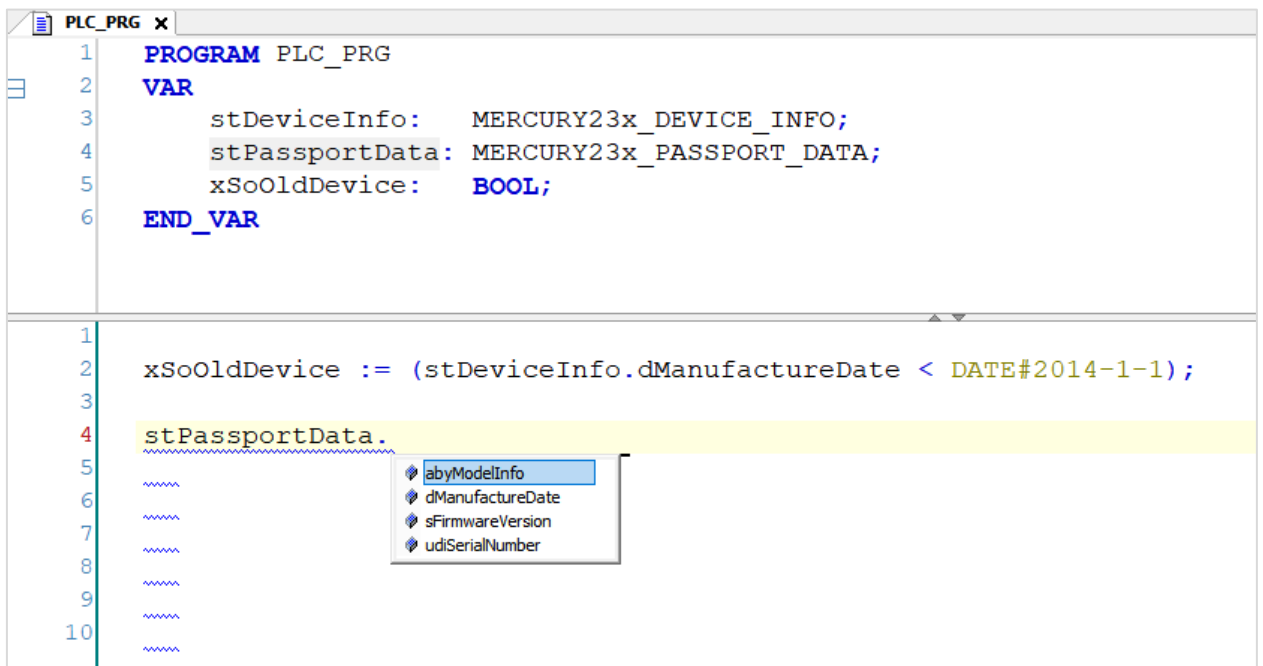 PLC_PRG x
1 PROGRAM PLC_PRG
2 VAR
3 stDeviceInfo: MERCURY23x_DEVICE_INFO;
4 stPassportData: MERCURY23x_PASSPORT_DATA;
5 xSoOldDevice: BOOL;
6 END_VAR
1
2 xSoOldDevice := (stDeviceInfo.dManufactureDate < DATE#2014-1-1);
3
4 stPassportData.
5 abyModelInfo
dManufactureDate
6 sFirmwareVersion
7 udiSerialNumber
8
9
10